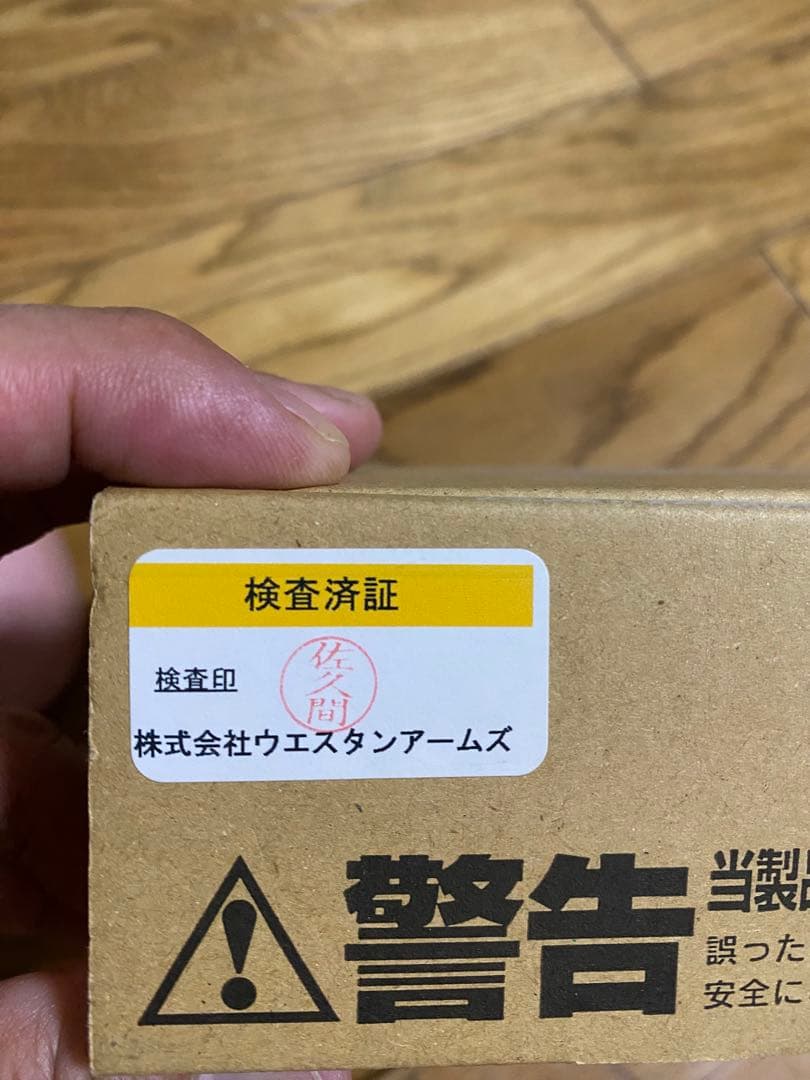 検査済証
検査印
佐久間
株式会社ウエスタンアームズ
警告
当製品
誤った
安全に